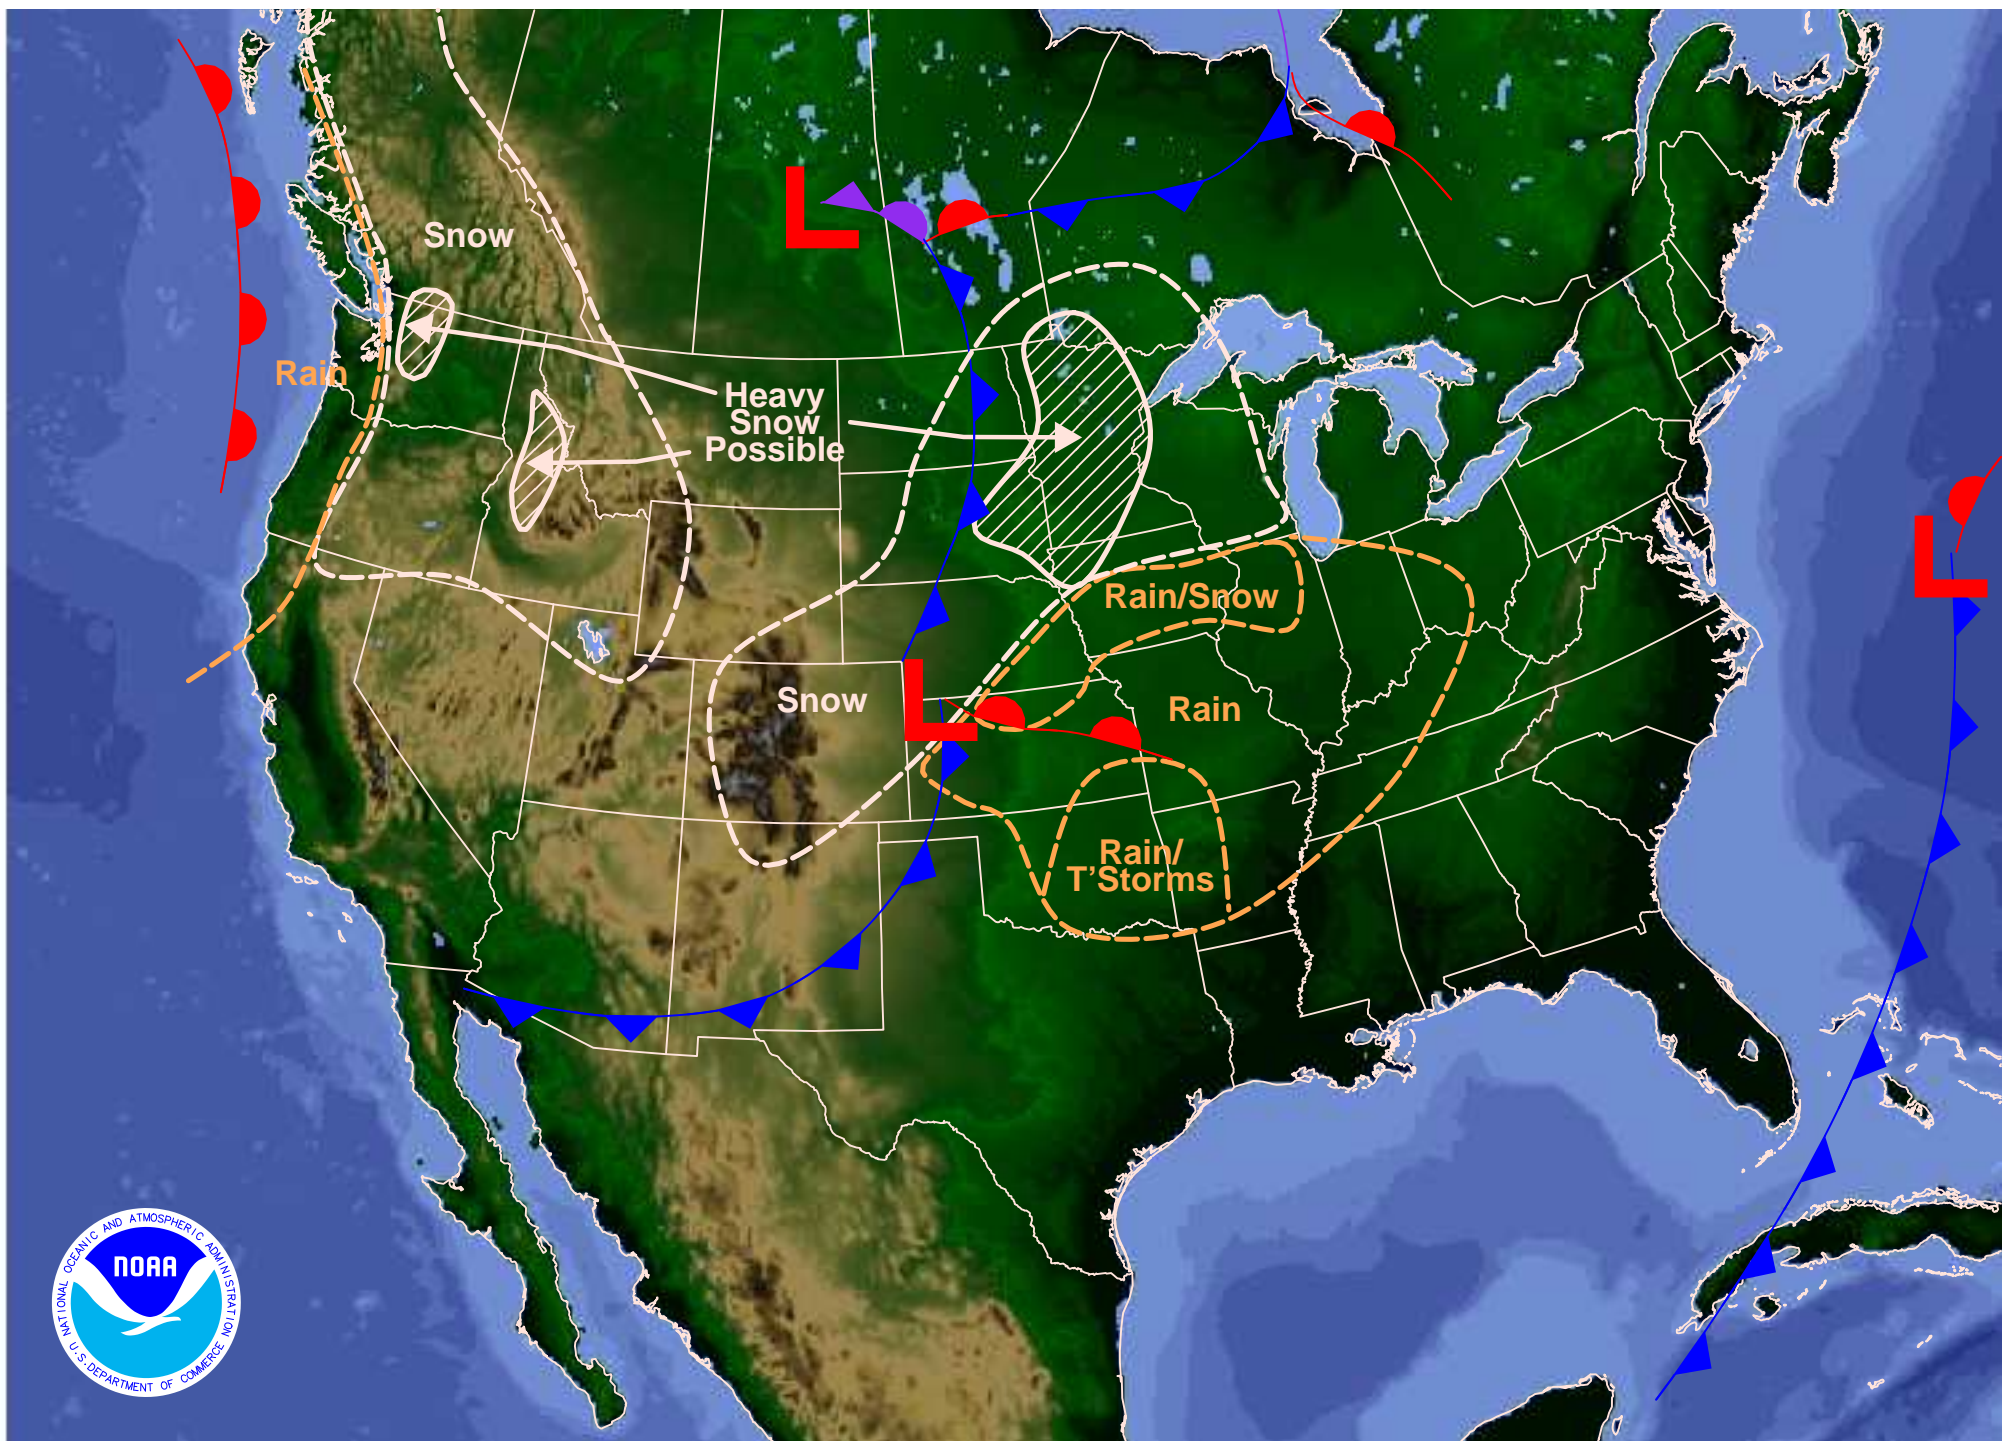 L
Snow
Rain
Heavy
Snow
Possible
L
Rain/Snow
L
Snow
Rain
Rain/
T'Storms
NATIONAL OCEANIC AND ATMOSPHERIC ADMINISTRATION
NOAA
U.S. DEPARTMENT OF COMMERCE